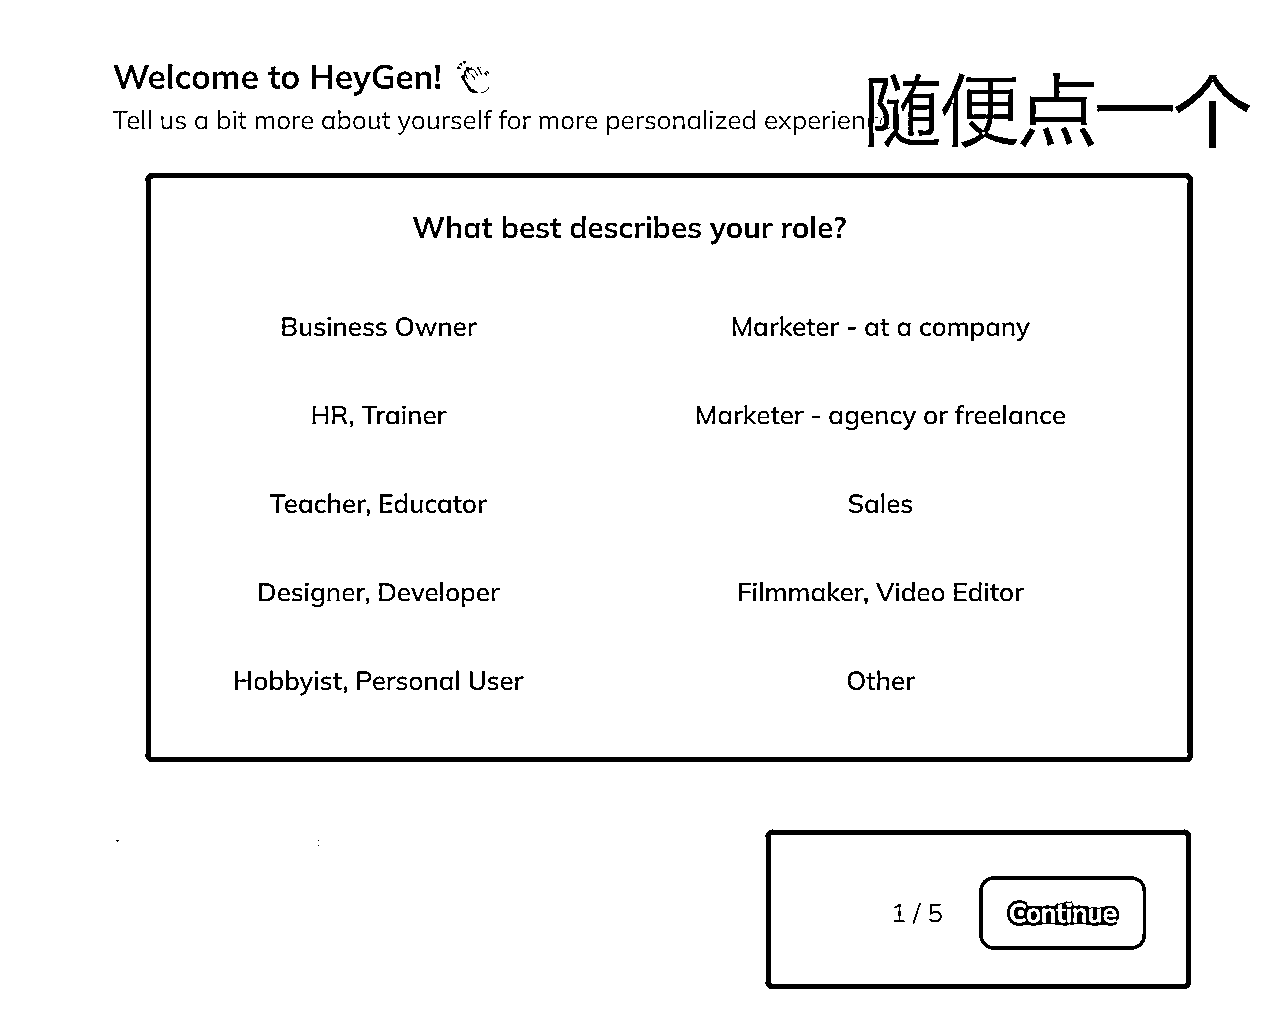 Welcome to HeyGen! 👏
Tell us a bit more about yourself for more personalized experien
随便点一个
What best describes your role?
Business Owner
Marketer - at a company
HR, Trainer
Marketer - agency or freelance
Teacher, Educator
Sales
Designer, Developer
Filmmaker, Video Editor
Hobbyist, Personal User
Other
1 / 5
Continue